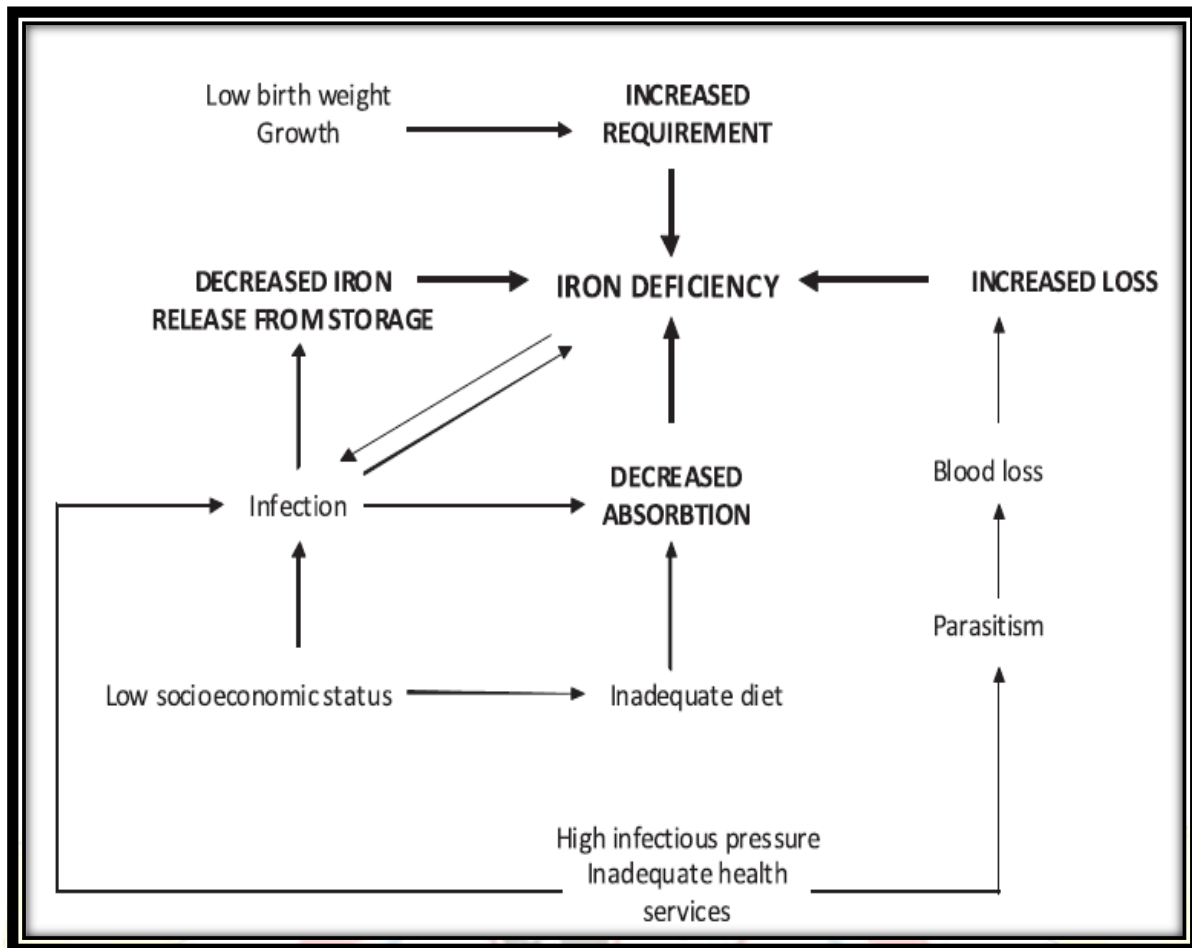 Low birth weight
Growth
INCREASED
REQUIREMENT
DECREASED IRON
RELEASE FROM STORAGE
IRON DEFICIENCY
INCREASED LOSS
Infection
DECREASED
ABSORBTION
Blood loss
Parasitism
Low socioeconomic status
Inadequate diet
High infectious pressure
Inadequate health
services